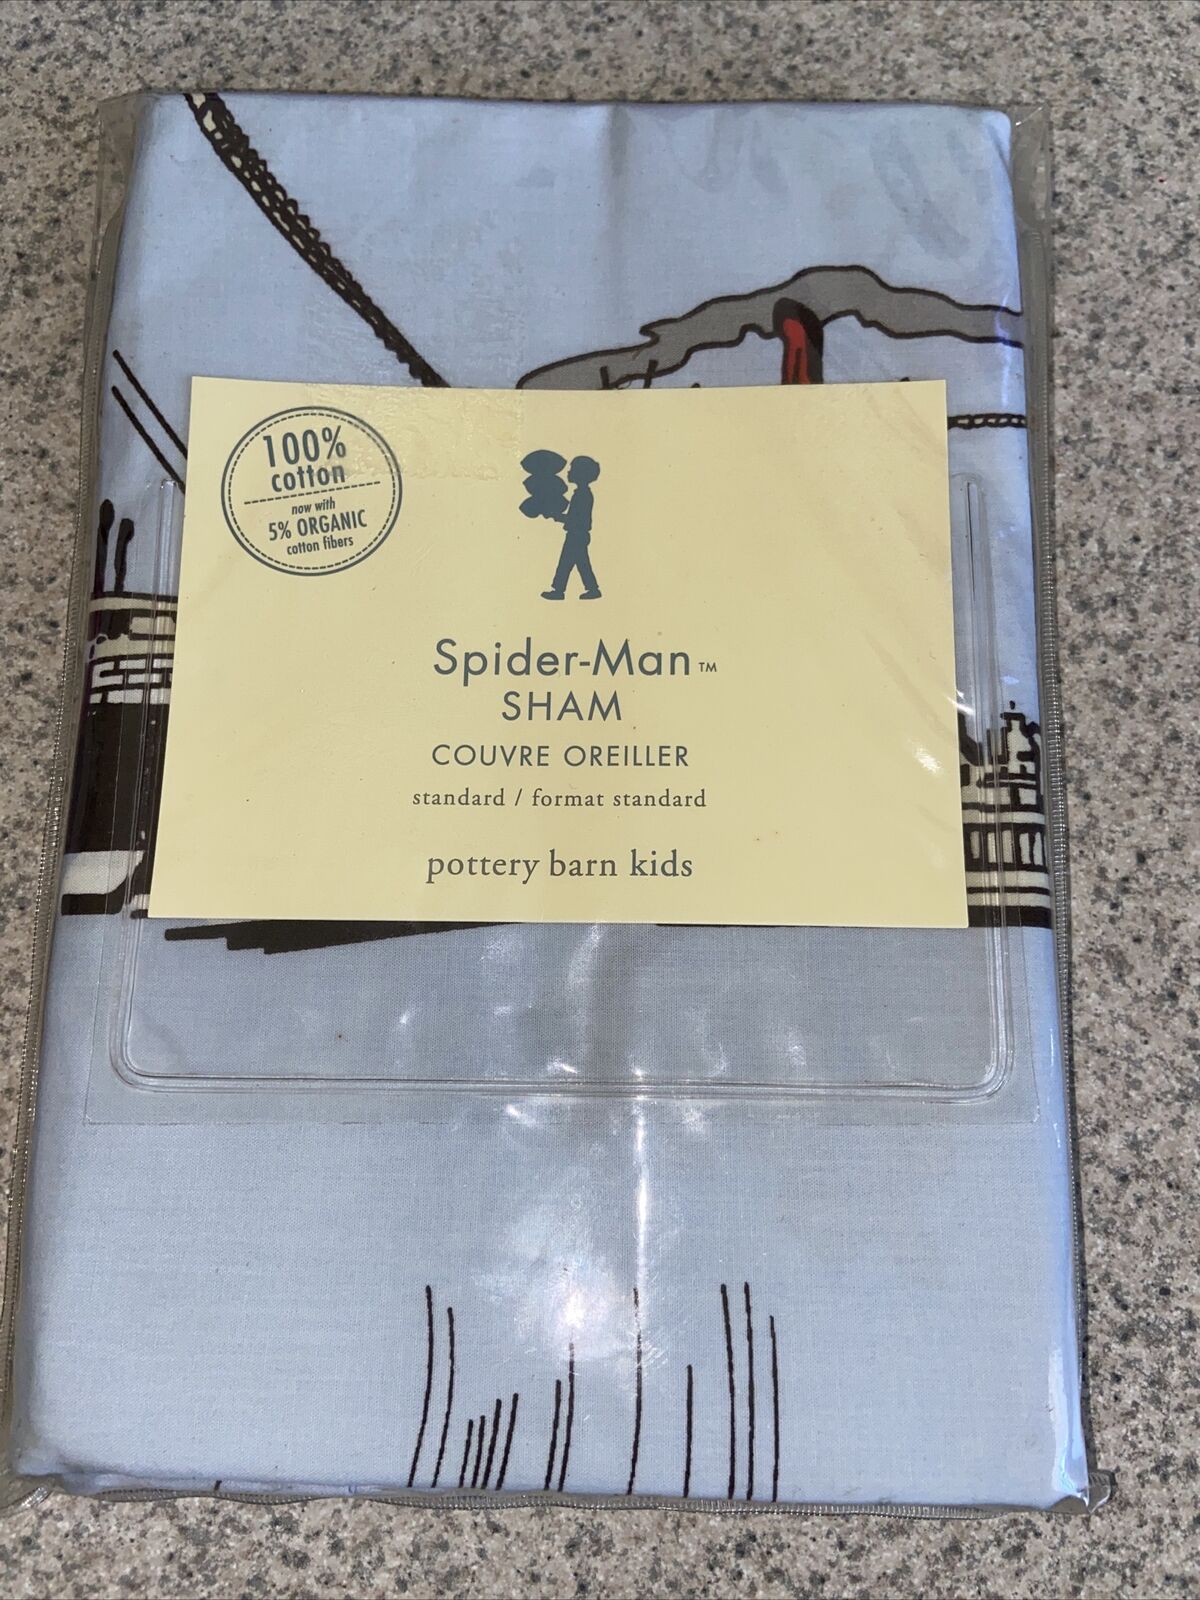 100%
cotton
now with
5% ORGANIC
cotton fibers
Spider-Man™
SHAM
COUVRE OREILLER
standard / format standard
pottery barn kids